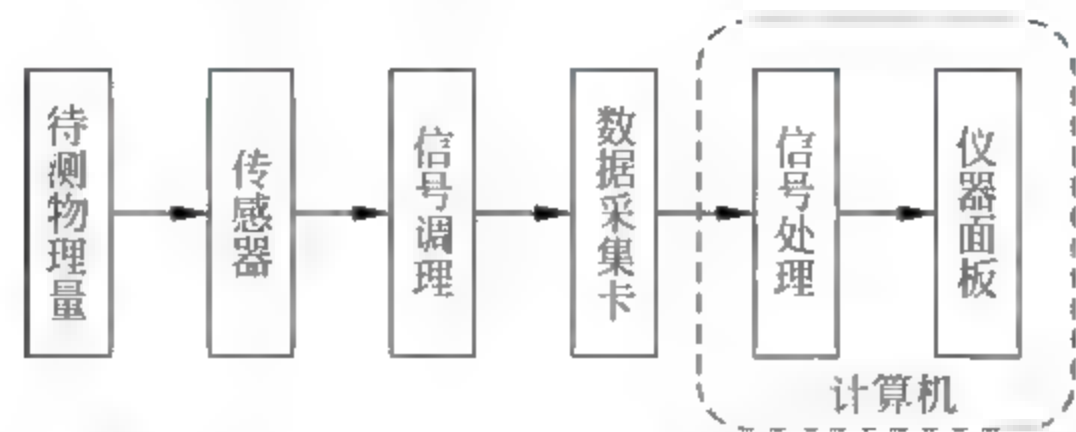 待测物理量
传感器
信号调理
数据采集卡
信号处理
仪器面板
计算机